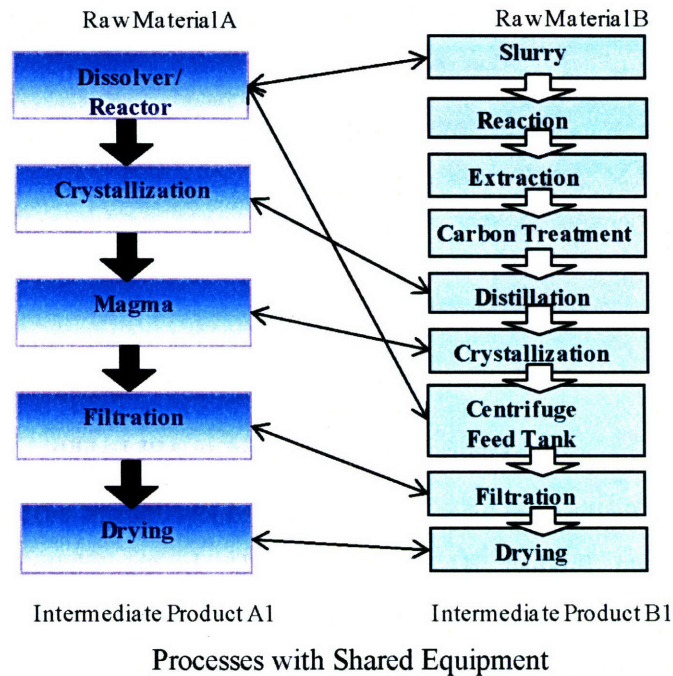 Raw Material A
Dissolver/
Reactor
Crystallization
Magma
Filtration
Drying
Intermediate Product A1
Raw Material B
Slurry
Reaction
Extraction
Carbon Treatment
Distillation
Crystallization
Centrifuge
Feed Tank
Filtration
Drying
Intermediate Product B1
Processes with Shared Equipment